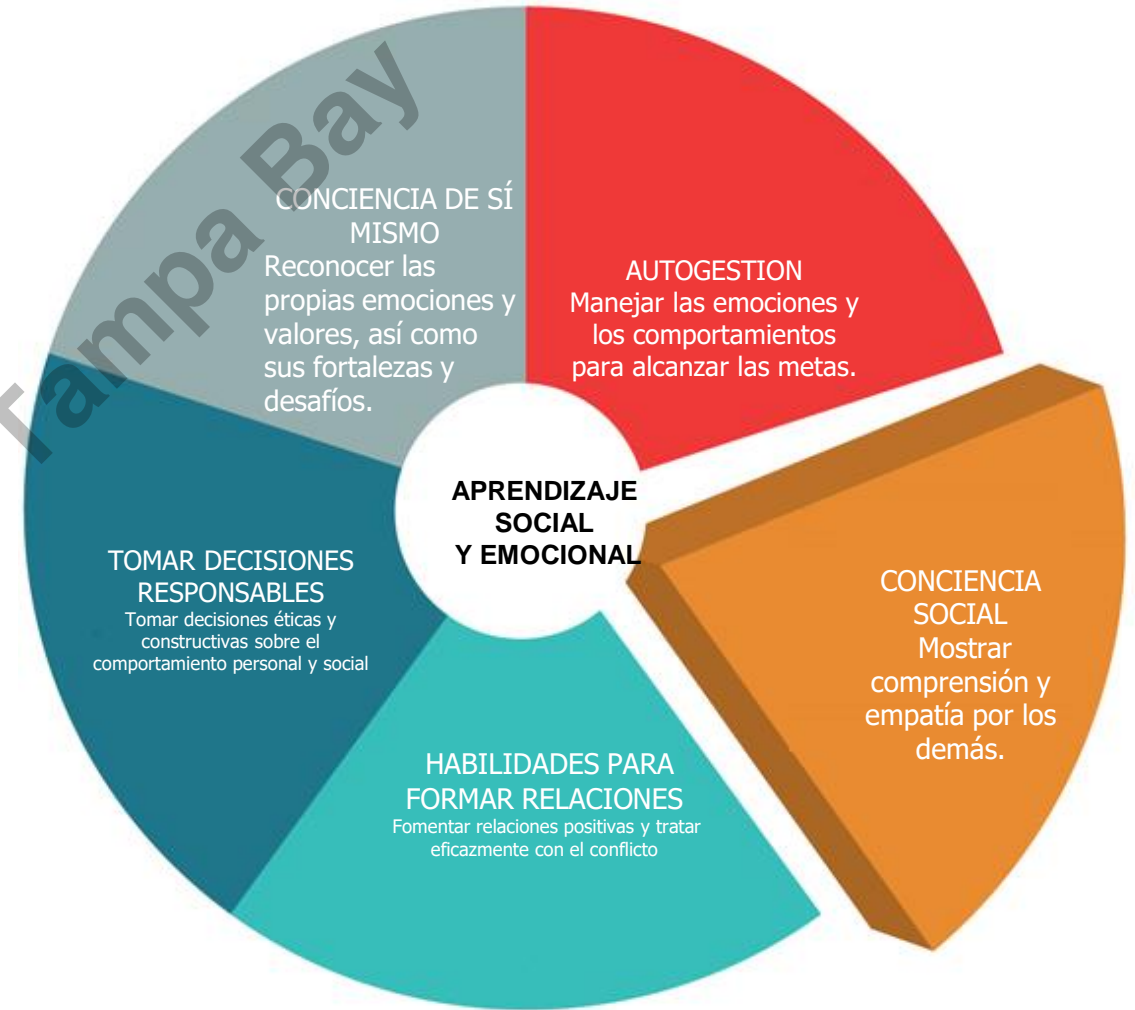 Tampa Bay
CONCIENCIA DE SÍ
MISMO
Reconocer las
propias emociones y
valores, así como
sus fortalezas y
desafíos.
AUTOGESTION
Manejar las emociones y
los comportamientos
para alcanzar las metas.
APRENDIZAJE
SOCIAL
Y EMOCIONAL
CONCIENCIA
SOCIAL
Mostrar
comprensión y
empatía por los
demás.
TOMAR DECISIONES
RESPONSABLES
Tomar decisiones éticas y
constructivas sobre el
comportamiento personal y social
HABILIDADES PARA
FORMAR RELACIONES
Fomentar relaciones positivas y tratar
eficazmente con el conflicto